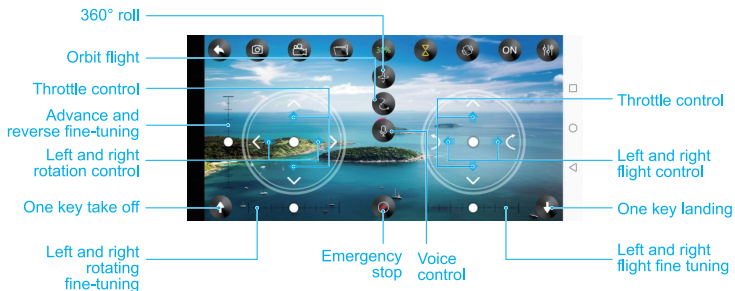 360° roll
Orbit flight
Throttle control
Advance and
reverse fine-tuning
Left and right
rotation control
One key take off
Left and right
rotating
fine-tuning
30%
ON
Emergency
stop
Voice
control
Throttle control
Left and right
flight control
One key landing
Left and right
flight fine tuning